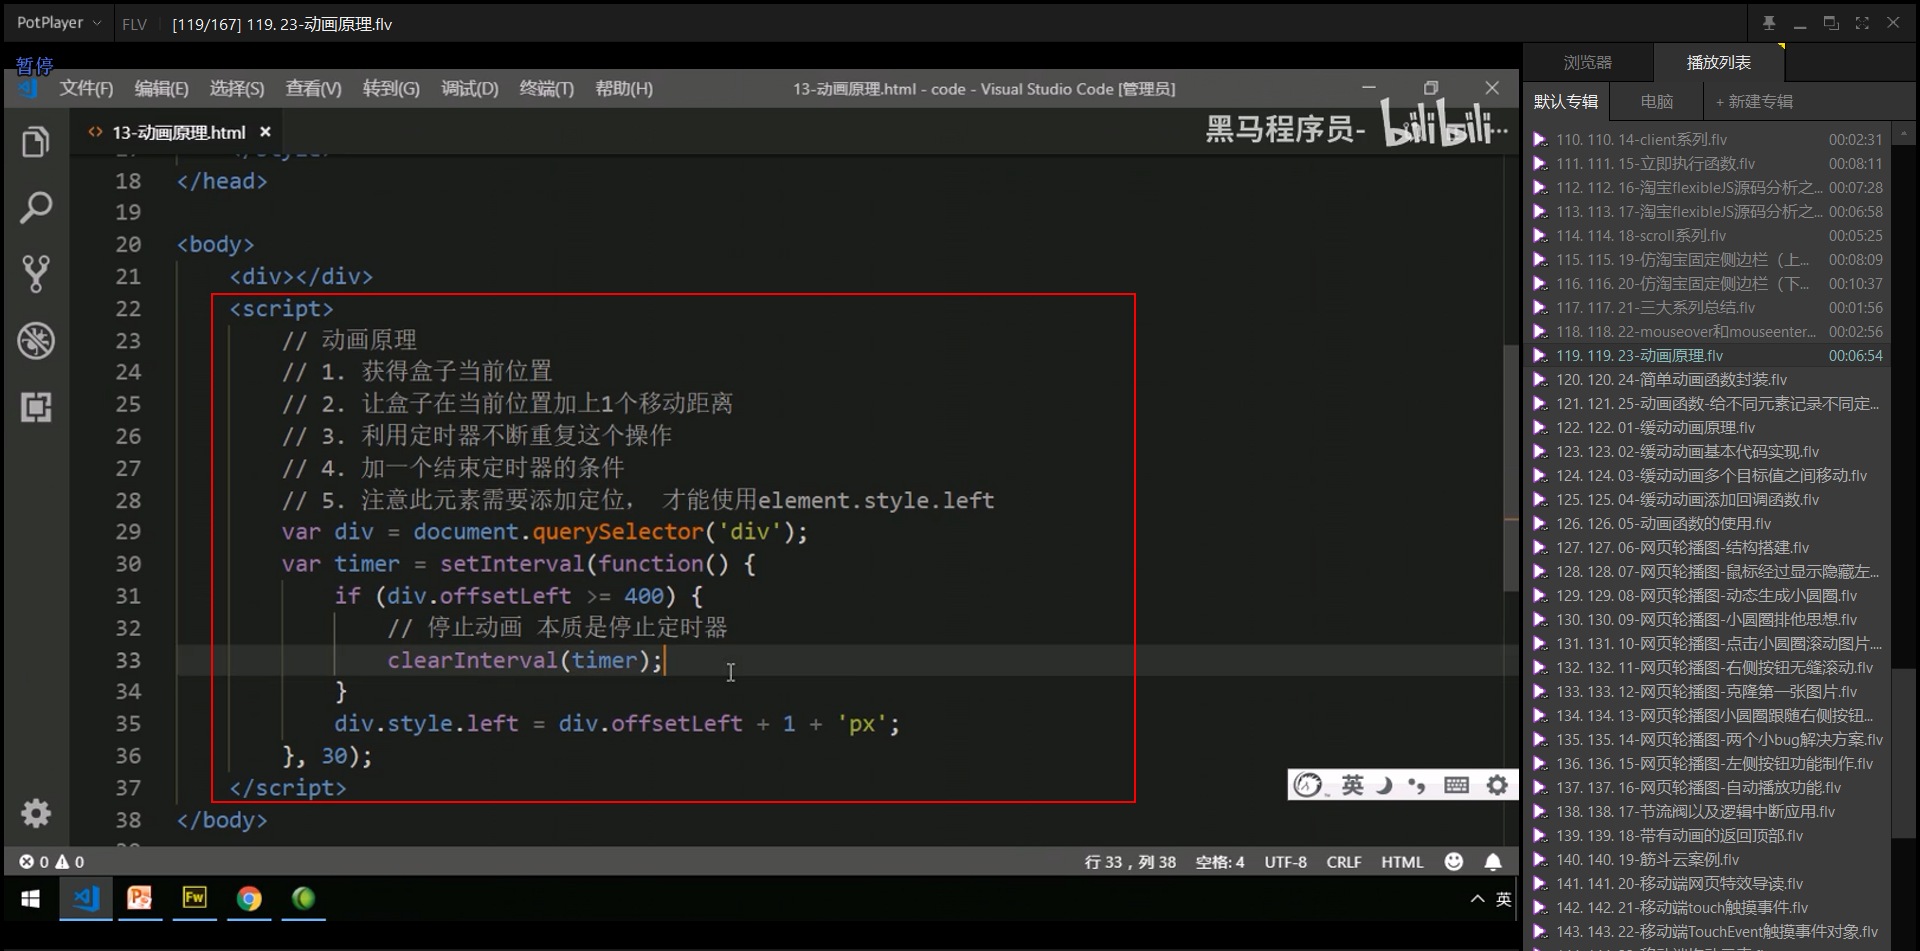 PotPlayer
FLV
[119/167] 119. 23-动画原理.flv
暂停
文件(F) 编辑(E) 选择(S) 查看(V) 转到(G) 调试(D) 终端(T) 帮助(H)
13-动画原理.html - code - Visual Studio Code [管理员]
13-动画原理.html ×
黑马程序员- bilibili
18 </head>
19
20 <body>
21 <div></div>
22 <script>
23 // 动画原理
24 // 1. 获得盒子当前位置
25 // 2. 让盒子在当前位置加上1个移动距离
26 // 3. 利用定时器不断重复这个操作
27 // 4. 加一个结束定时器的条件
28 // 5. 注意此元素需要添加定位， 才能使用element.style.left
29 var div = document.querySelector('div');
30 var timer = setInterval(function() {
31 if (div.offsetLeft >= 400) {
32 // 停止动画 本质是停止定时器
33 clearInterval(timer);
34 }
35 div.style.left = div.offsetLeft + 1 + 'px';
36 }, 30);
37 </script>
38 </body>
英
0 0
行 33，列 38 空格: 4 UTF-8 CRLF HTML
Fw
英
浏览器 播放列表
默认专辑 电脑 + 新建专辑
110. 110. 14-client系列.flv 00:02:31
111. 111. 15-立即执行函数.flv 00:08:11
112. 112. 16-淘宝flexibleJS源码分析之... 00:07:28
113. 113. 17-淘宝flexibleJS源码分析之... 00:06:58
114. 114. 18-scroll系列.flv 00:05:25
115. 115. 19-仿淘宝固定侧边栏（上... 00:08:09
116. 116. 20-仿淘宝固定侧边栏（下... 00:10:37
117. 117. 21-三大系列总结.flv 00:01:56
118. 118. 22-mouseover和mouseenter... 00:02:56
119. 119. 23-动画原理.flv 00:06:54
120. 120. 24-简单动画函数封装.flv
121. 121. 25-动画函数-给不同元素记录不同定...
122. 122. 01-缓动动画原理.flv
123. 123. 02-缓动动画基本代码实现.flv
124. 124. 03-缓动动画多个目标值之间移动.flv
125. 125. 04-缓动动画添加回调函数.flv
126. 126. 05-动画函数的使用.flv
127. 127. 06-网页轮播图-结构搭建.flv
128. 128. 07-网页轮播图-鼠标经过显示隐藏左...
129. 129. 08-网页轮播图-动态生成小圆圈.flv
130. 130. 09-网页轮播图-小圆圈排他思想.flv
131. 131. 10-网页轮播图-点击小圆圈滚动图片....
132. 132. 11-网页轮播图-右侧按钮无缝滚动.flv
133. 133. 12-网页轮播图-克隆第一张图片.flv
134. 134. 13-网页轮播图小圆圈跟随右侧按钮...
135. 135. 14-网页轮播图-两个小bug解决方案.flv
136. 136. 15-网页轮播图-左侧按钮功能制作.flv
137. 137. 16-网页轮播图-自动播放功能.flv
138. 138. 17-节流阀以及逻辑中断应用.flv
139. 139. 18-带有动画的返回顶部.flv
140. 140. 19-筋斗云案例.flv
141. 141. 20-移动端网页特效导读.flv
142. 142. 21-移动端touch触摸事件.flv
143. 143. 22-移动端TouchEvent触摸事件对象.flv